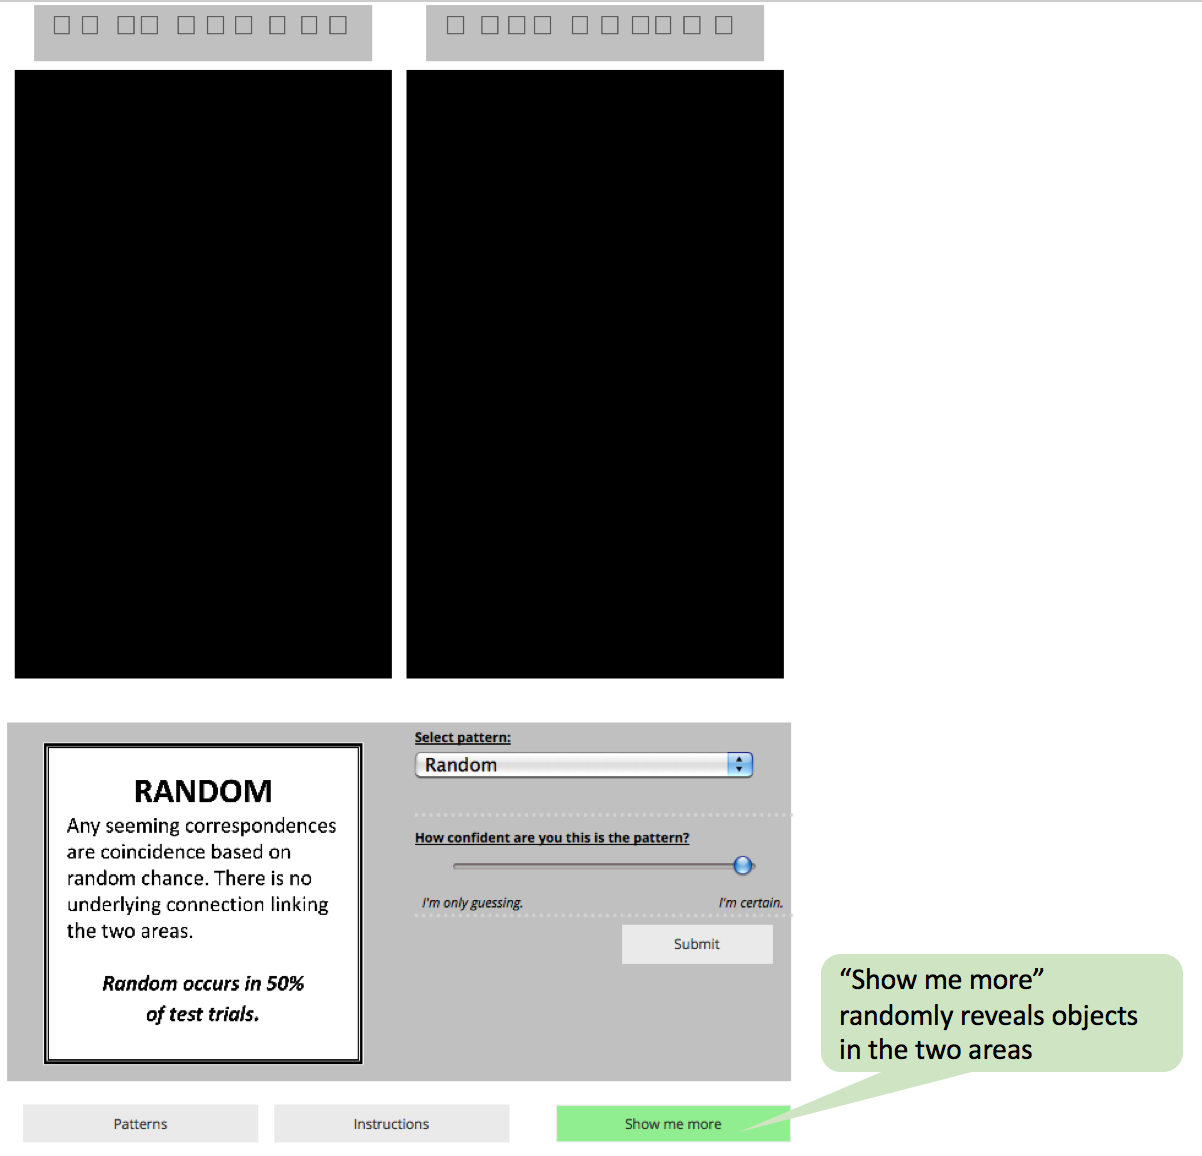 Select pattern:
Random
RANDOM
Any seeming correspondences
are coincidence based on
random chance. There is no
underlying connection linking
the two areas.
Random occurs in 50%
of test trials.
How confident are you this is the pattern?
I'm only guessing.
I'm certain.
Submit
“Show me more”
randomly reveals objects
in the two areas
Patterns
Instructions
Show me more